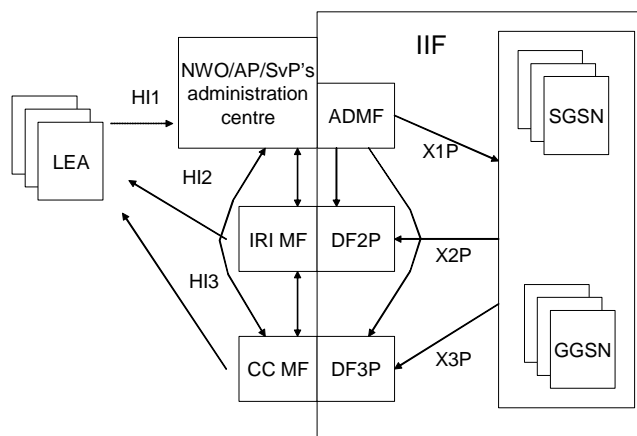 IIF
NWO/AP/SvP's
administration
centre
HI1
ADMF
SGSN
LEA
X1P
HI2
IRI MF
DF2P
X2P
HI3
CC MF
DF3P
X3P
GGSN